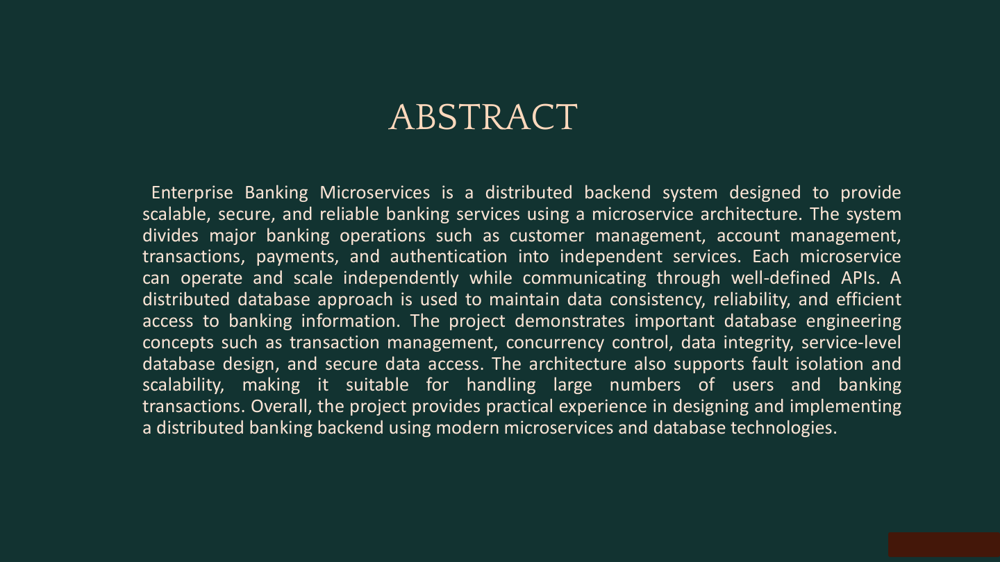 ABSTRACT
Enterprise Banking Microservices is a distributed backend system designed to provide
scalable, secure, and reliable banking services using a microservice architecture. The system
divides major banking operations such as customer management, account management,
transactions, payments, and authentication into independent services. Each microservice
can operate and scale independently while communicating through well-defined APIs. A
distributed database approach is used to maintain data consistency, reliability, and efficient
access to banking information. The project demonstrates important database engineering
concepts such as transaction management, concurrency control, data integrity, service-level
database design, and secure data access. The architecture also supports fault isolation and
scalability, making it suitable for handling large numbers of users and banking
transactions. Overall, the project provides practical experience in designing and implementing
a distributed banking backend using modern microservices and database technologies.